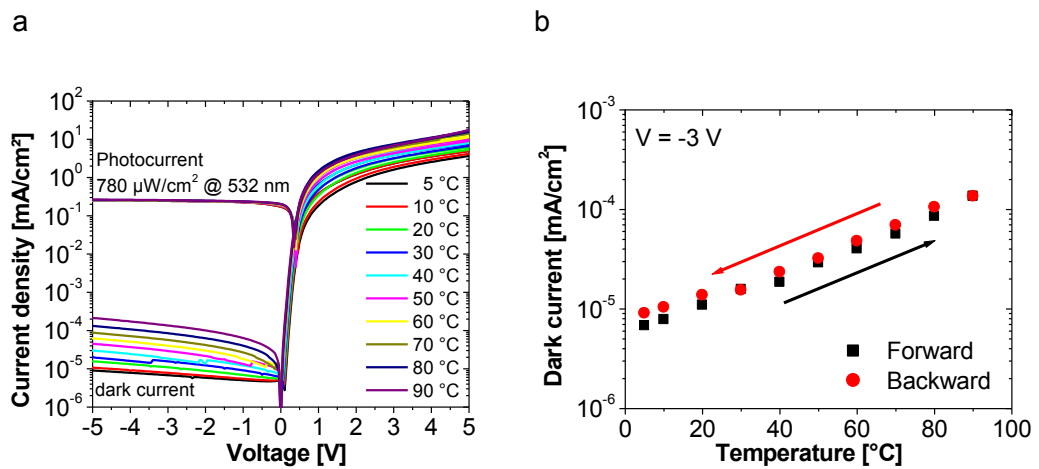 a
10²
10¹
10⁰
10⁻¹
10⁻²
10⁻³
10⁻⁴
10⁻⁵
10⁻⁶
Current density [mA/cm²]
Photocurrent
780 µW/cm² @ 532 nm
dark current
5 °C
10 °C
20 °C
30 °C
40 °C
50 °C
60 °C
70 °C
80 °C
90 °C
-5 -4 -3 -2 -1 0 1 2 3 4 5
Voltage [V]
b
10⁻³
10⁻⁴
10⁻⁵
10⁻⁶
Dark current [mA/cm²]
V = -3 V
Forward
Backward
0 20 40 60 80 100
Temperature [°C]